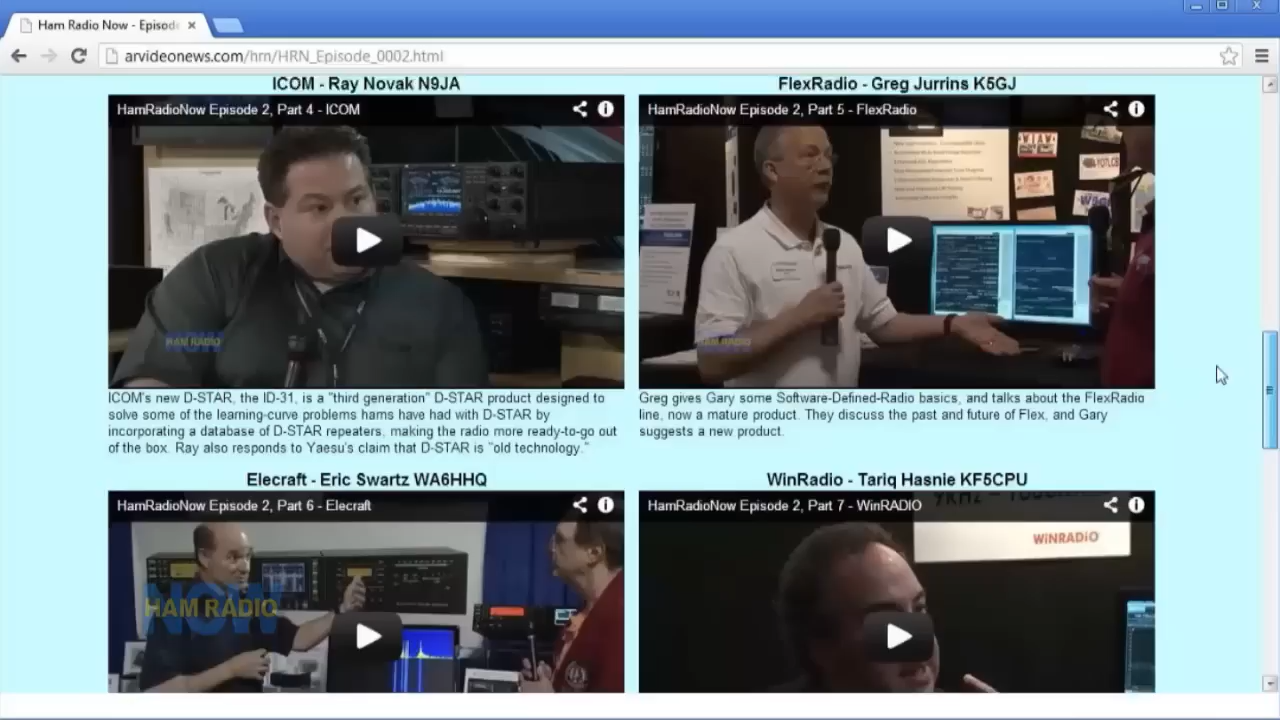 Ham Radio Now - Episod
arvideonews.com/hrn/HRN_Episode_0002.html
ICOM - Ray Novak N9JA
FlexRadio - Greg Jurrins K5GJ
HamRadioNow Episode 2, Part 4 - ICOM
HamRadioNow Episode 2, Part 5 - FlexRadio
HAM RADIO
NOW
HAM RADIO
NOW
ICOM's new D-STAR, the ID-31, is a "third generation" D-STAR product designed to
solve some of the learning-curve problems hams have had with D-STAR by
incorporating a database of D-STAR repeaters, making the radio more ready-to-go out
of the box. Ray also responds to Yaesu's claim that D-STAR is "old technology."
Greg gives Gary some Software-Defined-Radio basics, and talks about the FlexRadio
line, now a mature product. They discuss the past and future of Flex, and Gary
suggests a new product.
Elecraft - Eric Swartz WA6HHQ
WinRadio - Tariq Hasnie KF5CPU
HamRadioNow Episode 2, Part 6 - Elecraft
HamRadioNow Episode 2, Part 7 - WinRADIO
WiNRADiO
HAM RADIO
NOW